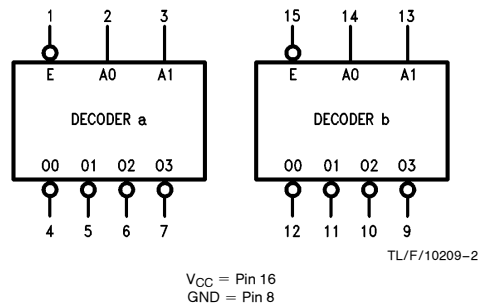 1 2 3 15 14 13
E A0 A1 E A0 A1
DECODER a DECODER b
O0 O1 O2 O3 O0 O1 O2 O3
4 5 6 7 12 11 10 9
TL/F/10209–2
VCC = Pin 16
GND = Pin 8